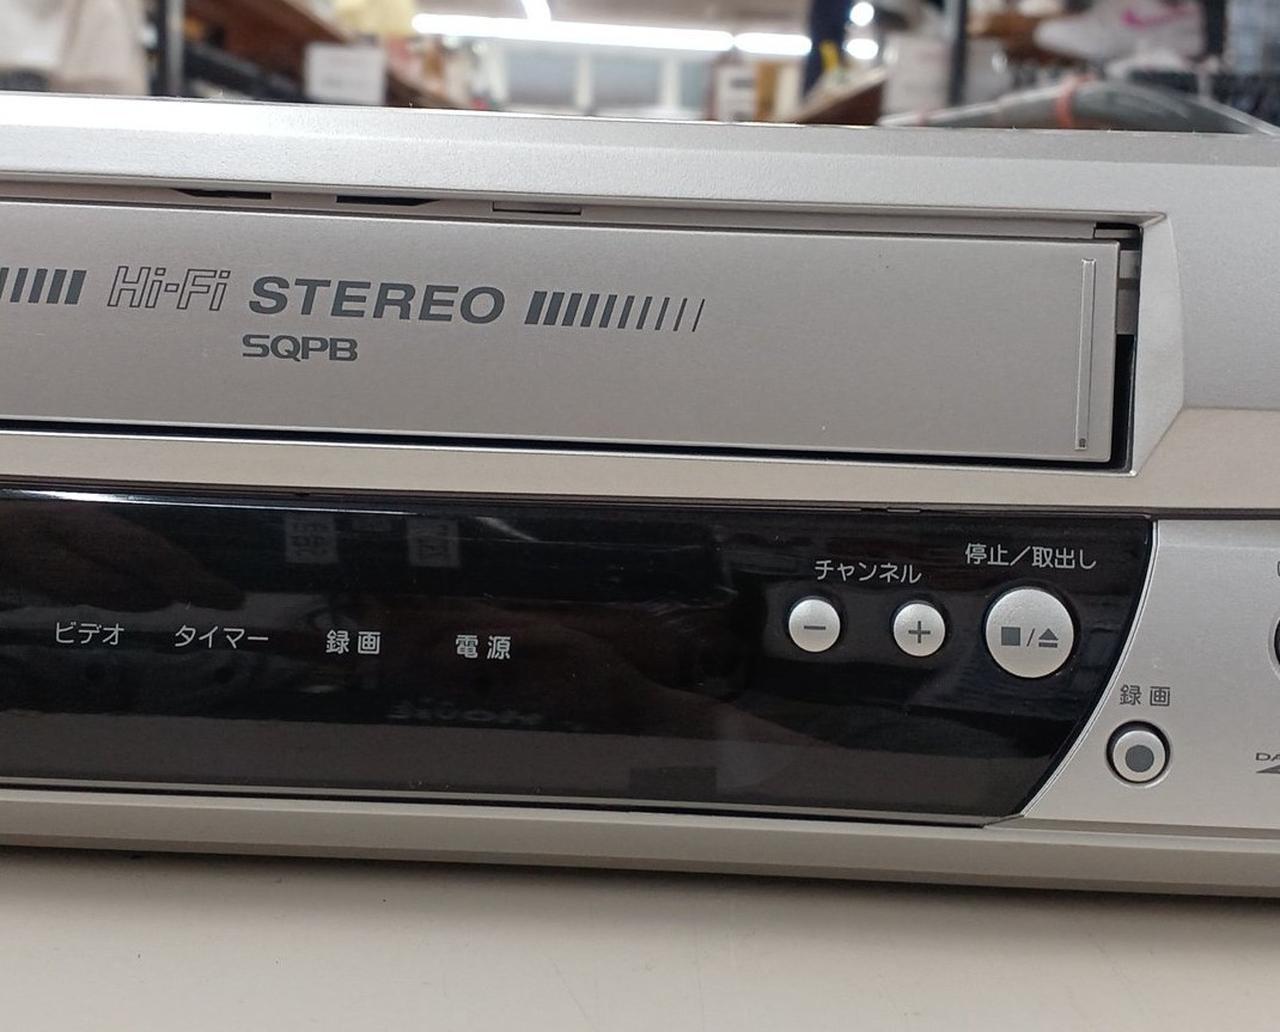 Hi-Fi STEREO
SQPB
チャンネル
停止／取出し
− + ■/⏏
ビデオ タイマー 録画 電源
録画